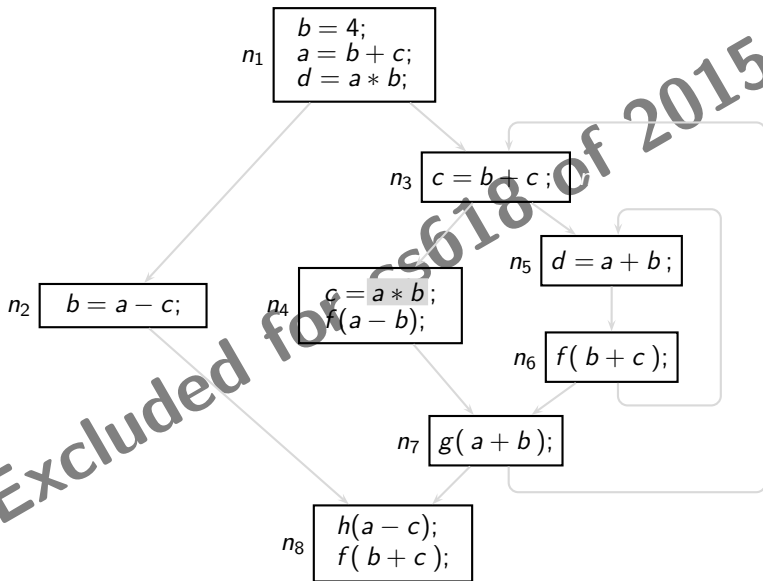 n1
b = 4;
a = b + c;
d = a * b;
n3 c = b + c ;
n5 d = a + b ;
n2 b = a − c;
n4
c = a * b ;
f(a − b);
n6 f( b + c );
n7 g( a + b );
n8
h(a − c);
f( b + c );
Excluded for cs618 of 2015